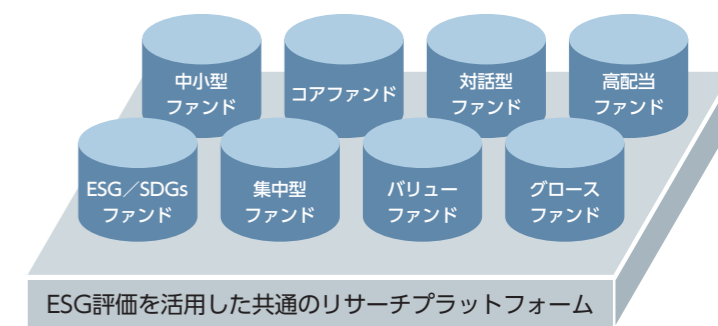 中小型
ファンド
コアファンド
対話型
ファンド
高配当
ファンド
ESG／SDGs
ファンド
集中型
ファンド
バリュー
ファンド
グロース
ファンド
ESG評価を活用した共通のリサーチプラットフォーム